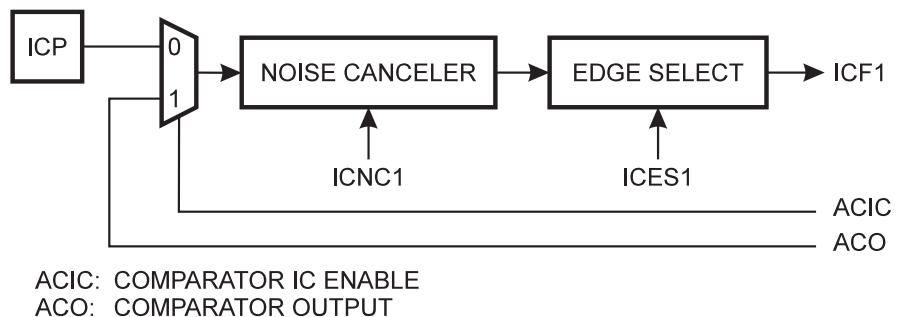 ICP
0
1
NOISE CANCELER
EDGE SELECT
ICF1
ICNC1
ICES1
ACIC
ACO
ACIC: COMPARATOR IC ENABLE
ACO: COMPARATOR OUTPUT